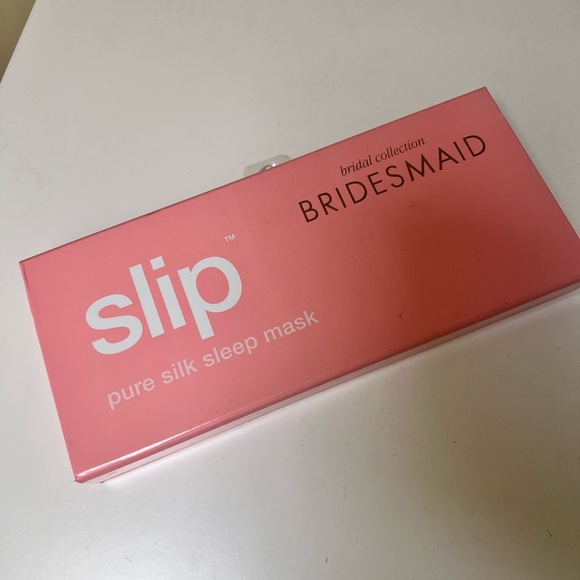 bridal collection
BRIDESMAID
slip™
pure silk sleep mask